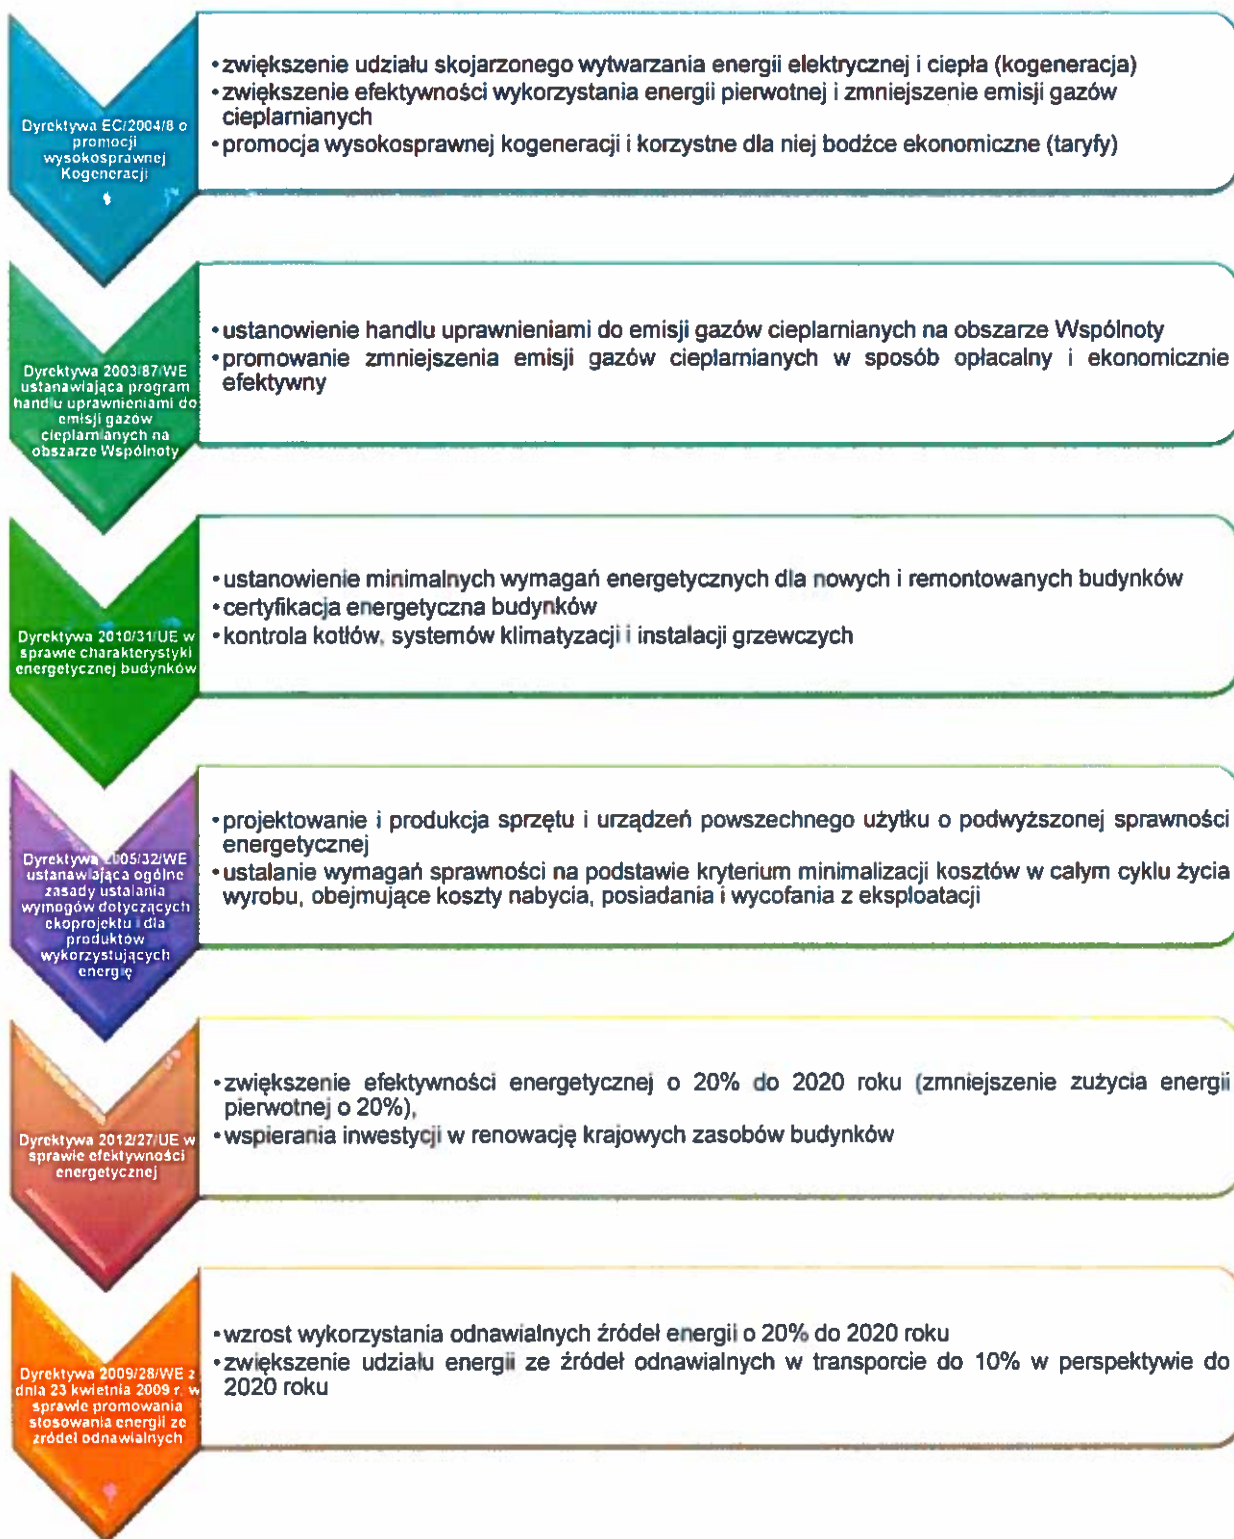 Dyrektywa EC/2004/8 o
promocji
wysokosprawnej
Kogeneracji
•zwiększenie udziału skojarzonego wytwarzania energii elektrycznej i ciepła (kogeneracja)
•zwiększenie efektywności wykorzystania energii pierwotnej i zmniejszenie emisji gazów
cieplarnianych
•promocja wysokosprawnej kogeneracji i korzystne dla niej bodźce ekonomiczne (taryfy)
Dyrektywa 2003/87/WE
ustanawiająca program
handlu uprawnieniami do
emisji gazów
cieplarnianych na
obszarze Wspólnoty
•ustanowienie handlu uprawnieniami do emisji gazów cieplarnianych na obszarze Wspólnoty
•promowanie zmniejszenia emisji gazów cieplarnianych w sposób opłacalny i ekonomicznie
efektywny
Dyrektywa 2010/31/UE w
sprawie charakterystyki
energetycznej budynków
•ustanowienie minimalnych wymagań energetycznych dla nowych i remontowanych budynków
•certyfikacja energetyczna budynków
•kontrola kotłów, systemów klimatyzacji i instalacji grzewczych
Dyrektywa 2005/32/WE
ustanawiająca ogólne
zasady ustalania
wymogów dotyczących
ekoprojektu i dla
produktów
wykorzystujących
energię
•projektowanie i produkcja sprzętu i urządzeń powszechnego użytku o podwyższonej sprawności
energetycznej
•ustalanie wymagań sprawności na podstawie kryterium minimalizacji kosztów w całym cyklu życia
wyrobu, obejmujące koszty nabycia, posiadania i wycofania z eksploatacji
Dyrektywa 2012/27/UE w
sprawie efektywności
energetycznej
•zwiększenie efektywności energetycznej o 20% do 2020 roku (zmniejszenie zużycia energii
pierwotnej o 20%),
•wspierania inwestycji w renowację krajowych zasobów budynków
Dyrektywa 2009/28/WE z
dnia 23 kwietnia 2009 r. w
sprawie promowania
stosowania energii ze
źródeł odnawialnych
•wzrost wykorzystania odnawialnych źródeł energii o 20% do 2020 roku
•zwiększenie udziału energii ze źródeł odnawialnych w transporcie do 10% w perspektywie do
2020 roku